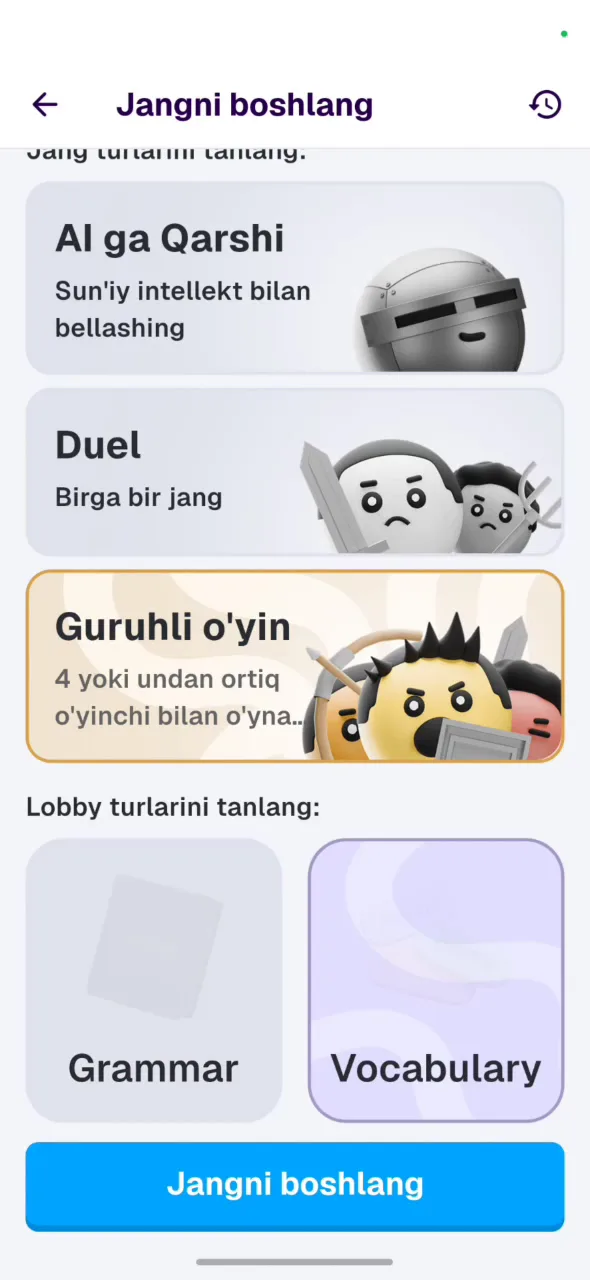 Jangni boshlang
Jang turlarini tanlang:
AI ga Qarshi
Sun'iy intellekt bilan
bellashing
Duel
Birga bir jang
Guruhli o'yin
4 yoki undan ortiq
o'yinchi bilan o'yna...
Lobby turlarini tanlang:
Grammar
Vocabulary
Jangni boshlang